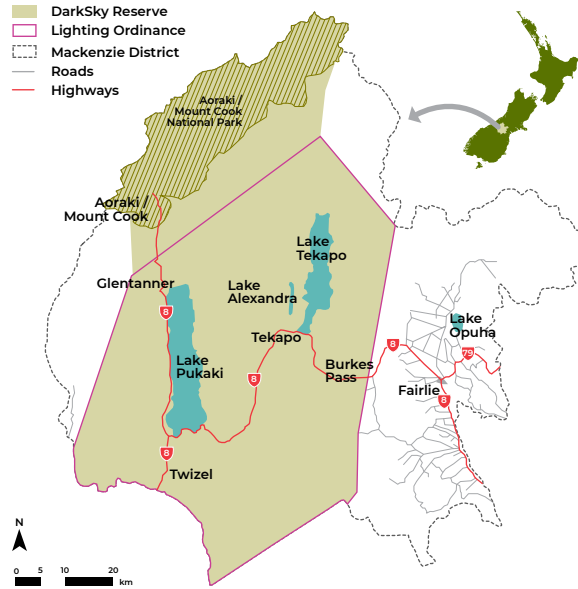 DarkSky Reserve
Lighting Ordinance
Mackenzie District
Roads
Highways
Aoraki /
Mount Cook
National Park
Aoraki /
Mount Cook
Lake
Tekapo
Glentanner
Lake
Alexandra
8
Lake
Opuha
Tekapo
8
79
Lake
Pukaki
Burkes
Pass
8
Fairlie
8
8
Twizel
N
0 5 10 20
km